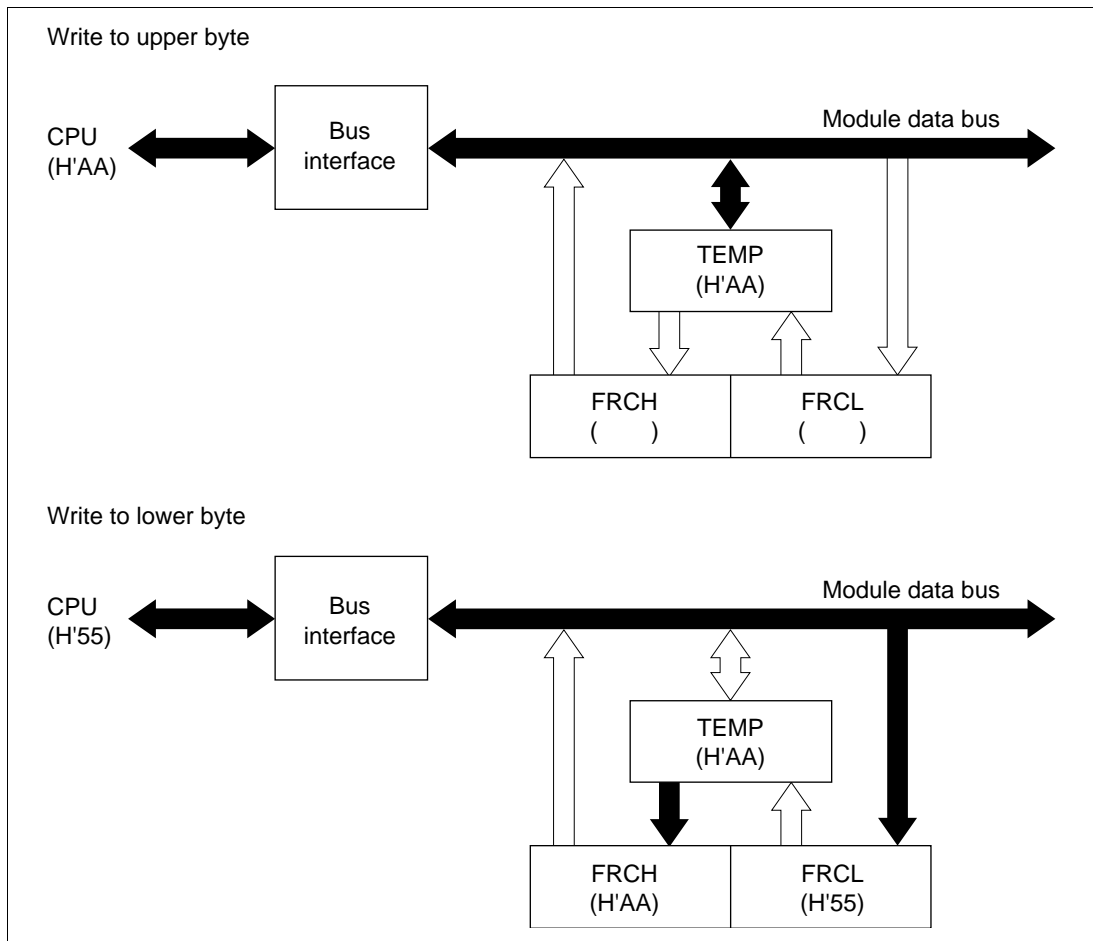 Write to upper byte
CPU
(H'AA)
Bus
interface
Module data bus
TEMP
(H'AA)
FRCH
(       )
FRCL
(       )
Write to lower byte
CPU
(H'55)
Bus
interface
Module data bus
TEMP
(H'AA)
FRCH
(H'AA)
FRCL
(H'55)